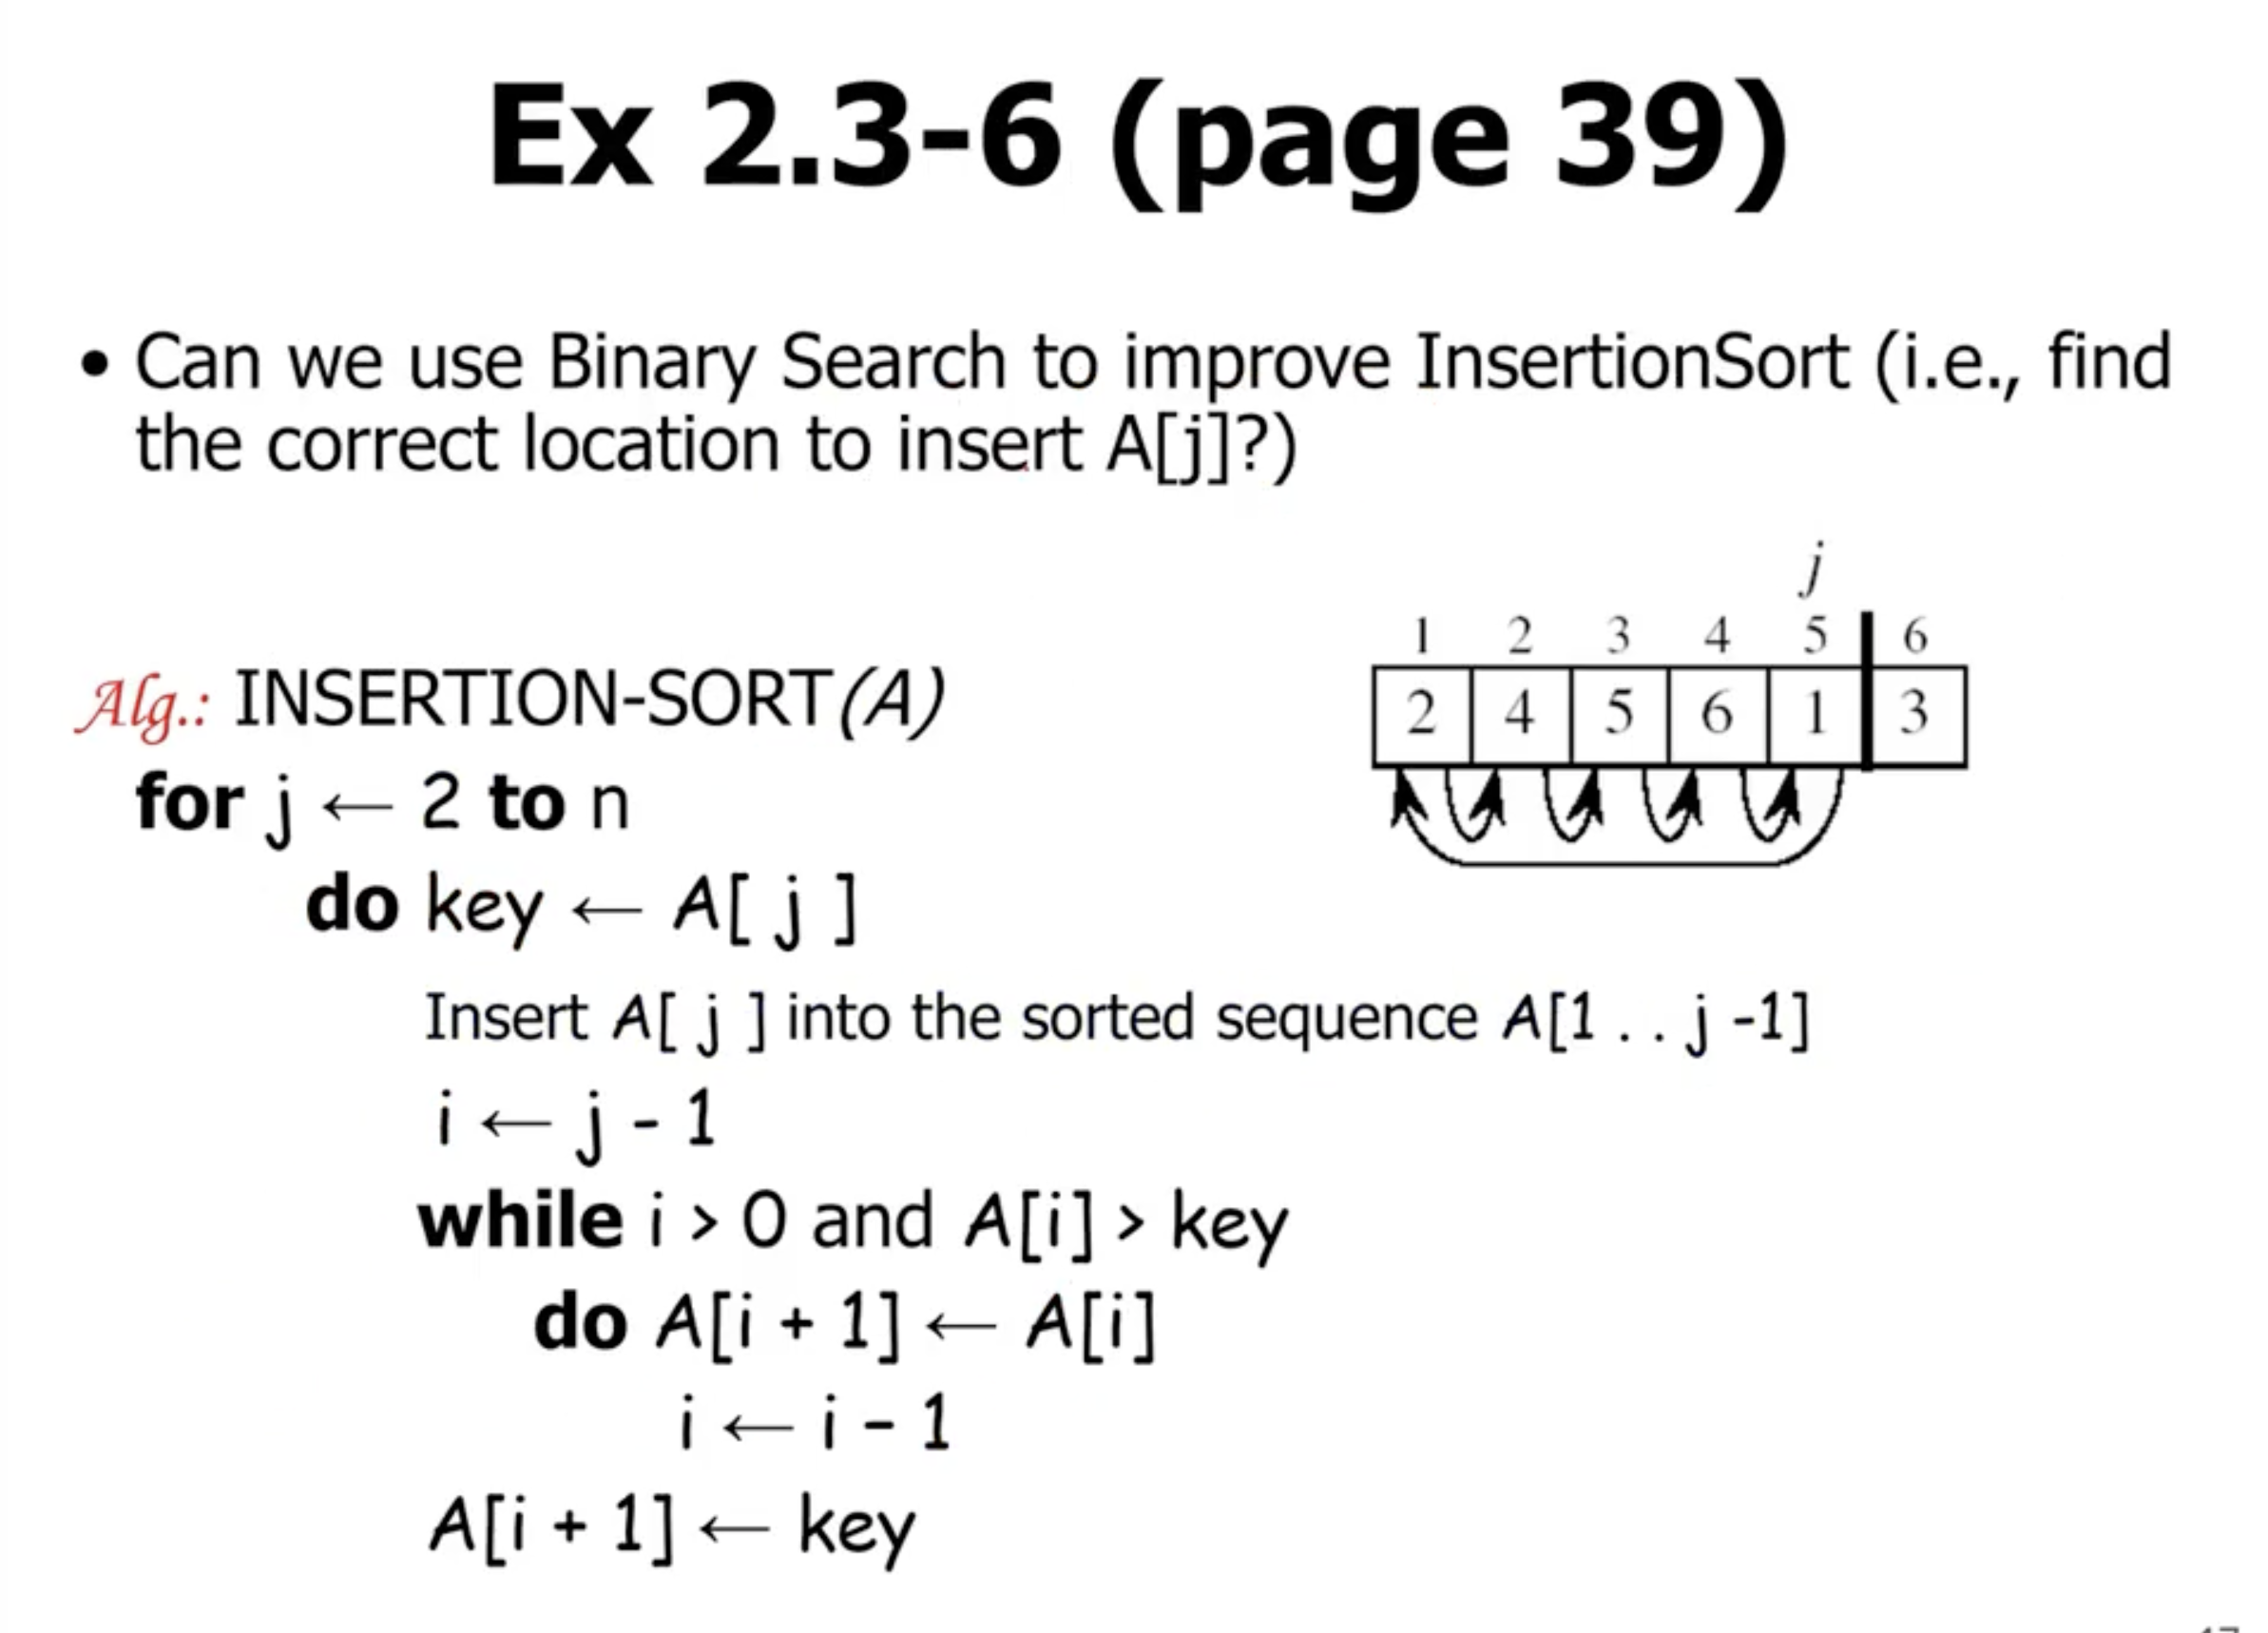 Ex 2.3-6 (page 39)
• Can we use Binary Search to improve InsertionSort (i.e., find
the correct location to insert A[j]?)
j
1 2 3 4 5 6
2 4 5 6 1 3
Alg.: INSERTION-SORT(A)
for j ← 2 to n
do key ← A[ j ]
Insert A[ j ] into the sorted sequence A[1 . . j -1]
i ← j - 1
while i > 0 and A[i] > key
do A[i + 1] ← A[i]
i ← i – 1
A[i + 1] ← key